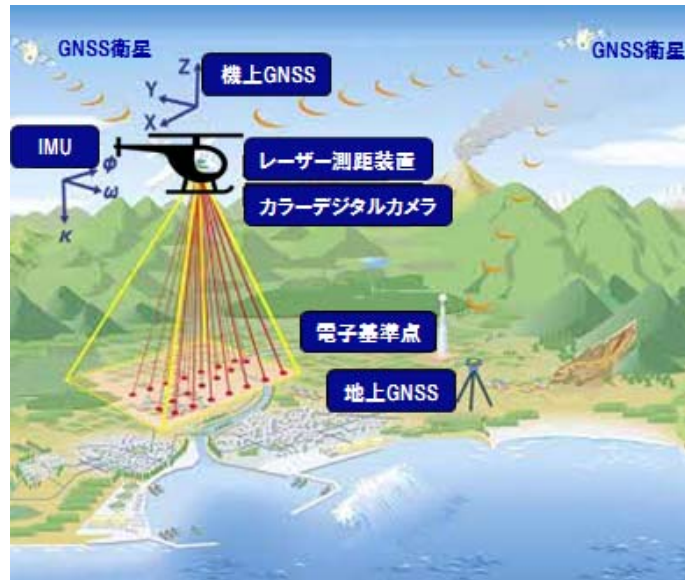 GNSS衛星
GNSS衛星
Z
機上GNSS
Y
X
IMU
φ
ω
κ
レーザー測距装置
カラーデジタルカメラ
電子基準点
地上GNSS